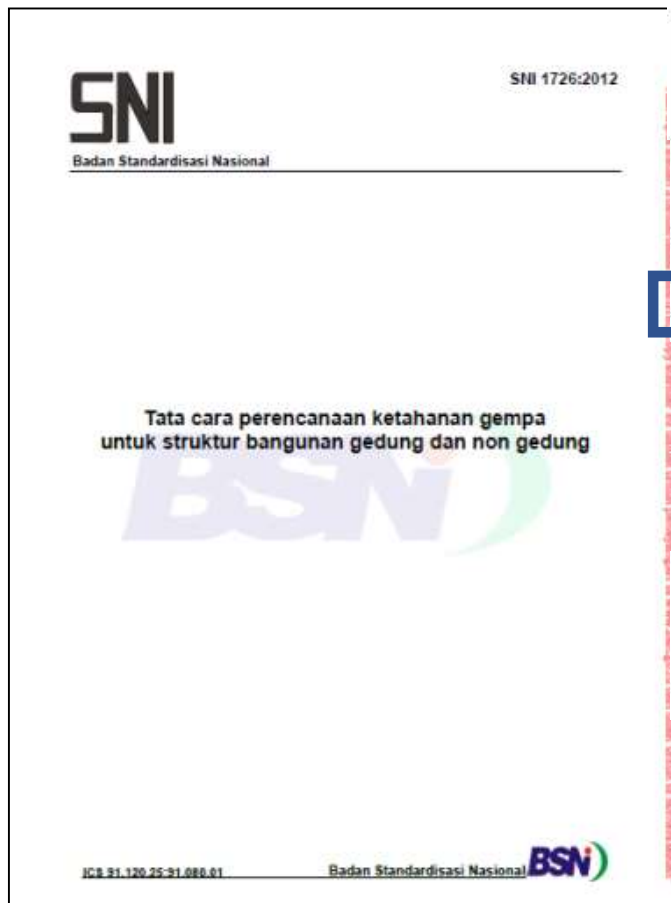 SNI
SNI 1726:2012
Badan Standardisasi Nasional
Tata cara perencanaan ketahanan gempa
untuk struktur bangunan gedung dan non gedung
BSN
ICS 91.120.25;91.080.01
Badan Standardisasi Nasional
BSN